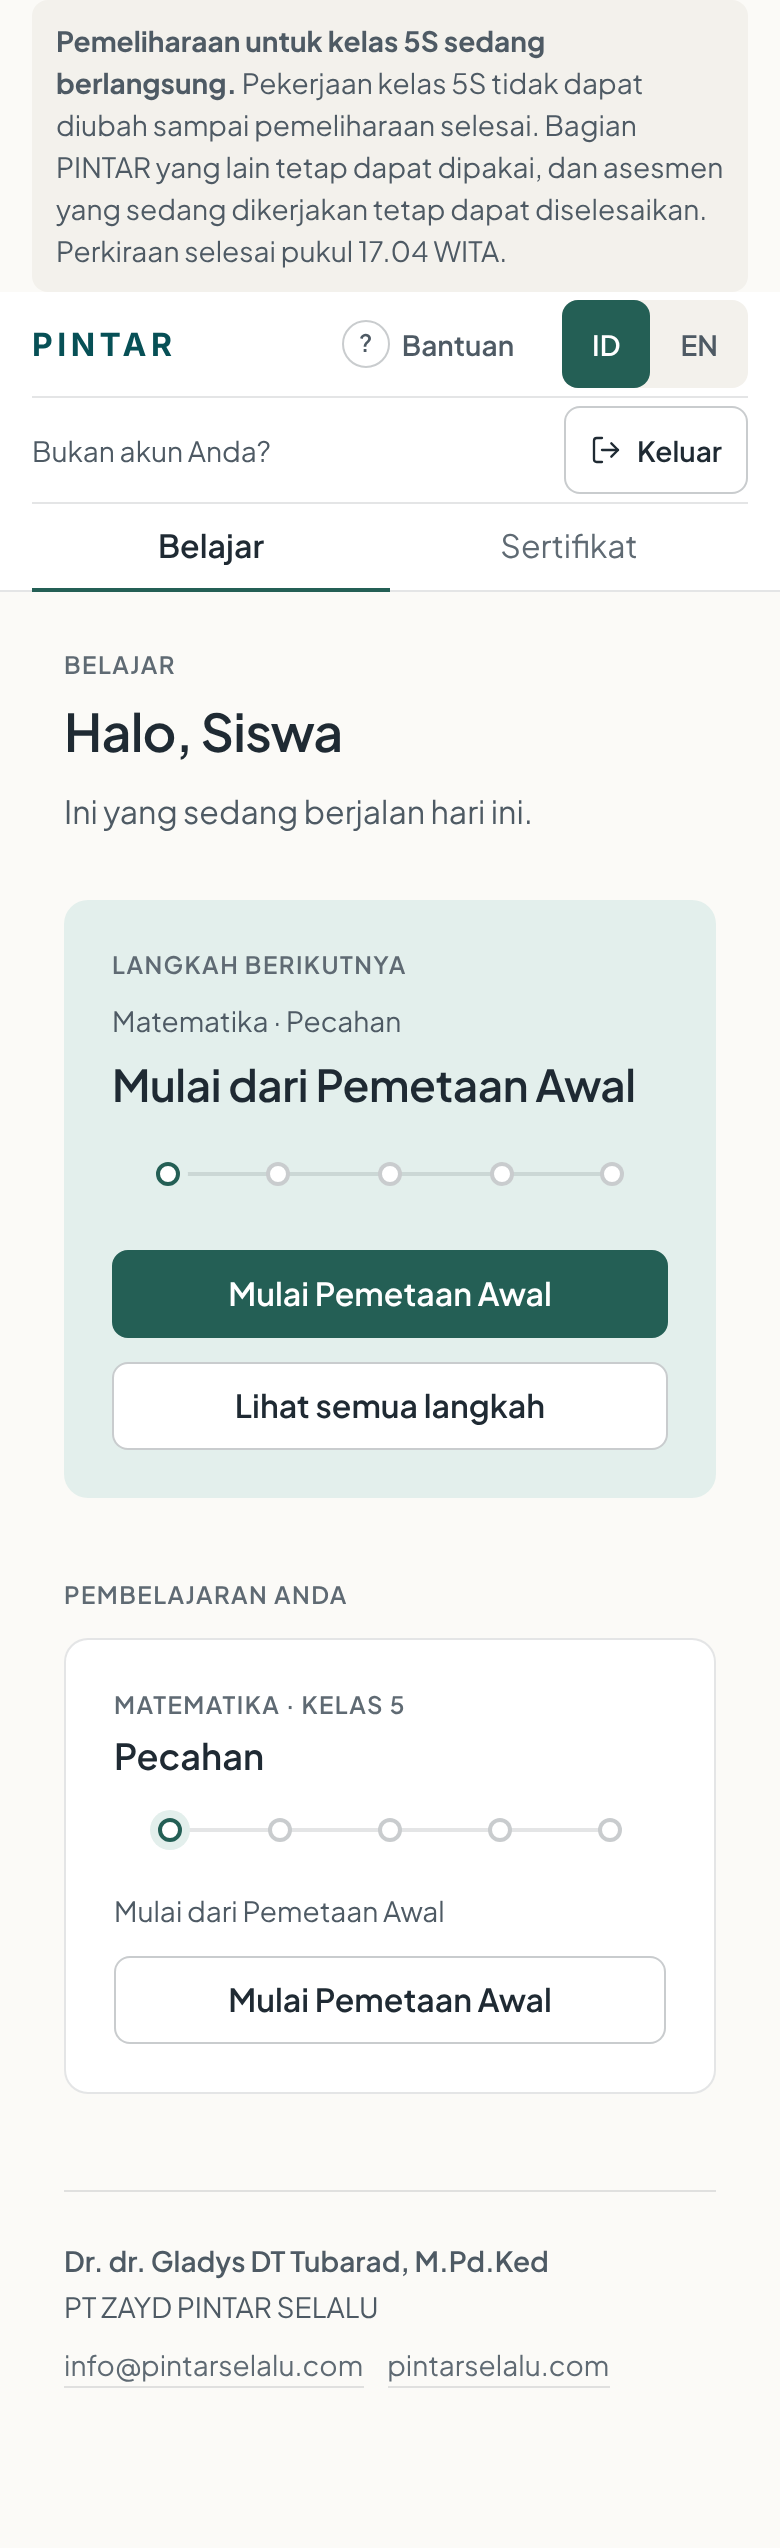 Pemeliharaan untuk kelas 5S sedang
berlangsung. Pekerjaan kelas 5S tidak dapat
diubah sampai pemeliharaan selesai. Bagian
PINTAR yang lain tetap dapat dipakai, dan asesmen
yang sedang dikerjakan tetap dapat diselesaikan.
Perkiraan selesai pukul 17.04 WITA.
PINTAR ? Bantuan ID EN
Bukan akun Anda? Keluar
Belajar Sertifikat
BELAJAR
Halo, Siswa
Ini yang sedang berjalan hari ini.
LANGKAH BERIKUTNYA
Matematika · Pecahan
Mulai dari Pemetaan Awal
Mulai Pemetaan Awal
Lihat semua langkah
PEMBELAJARAN ANDA
MATEMATIKA · KELAS 5
Pecahan
Mulai dari Pemetaan Awal
Mulai Pemetaan Awal
Dr. dr. Gladys DT Tubarad, M.Pd.Ked
PT ZAYD PINTAR SELALU
info@pintarselalu.com pintarselalu.com